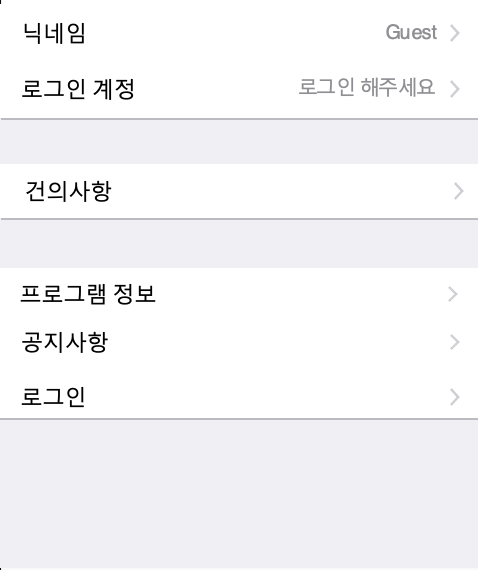 닉네임 Guest
로그인 계정 로그인 해주세요
건의사항
프로그램 정보
공지사항
로그인